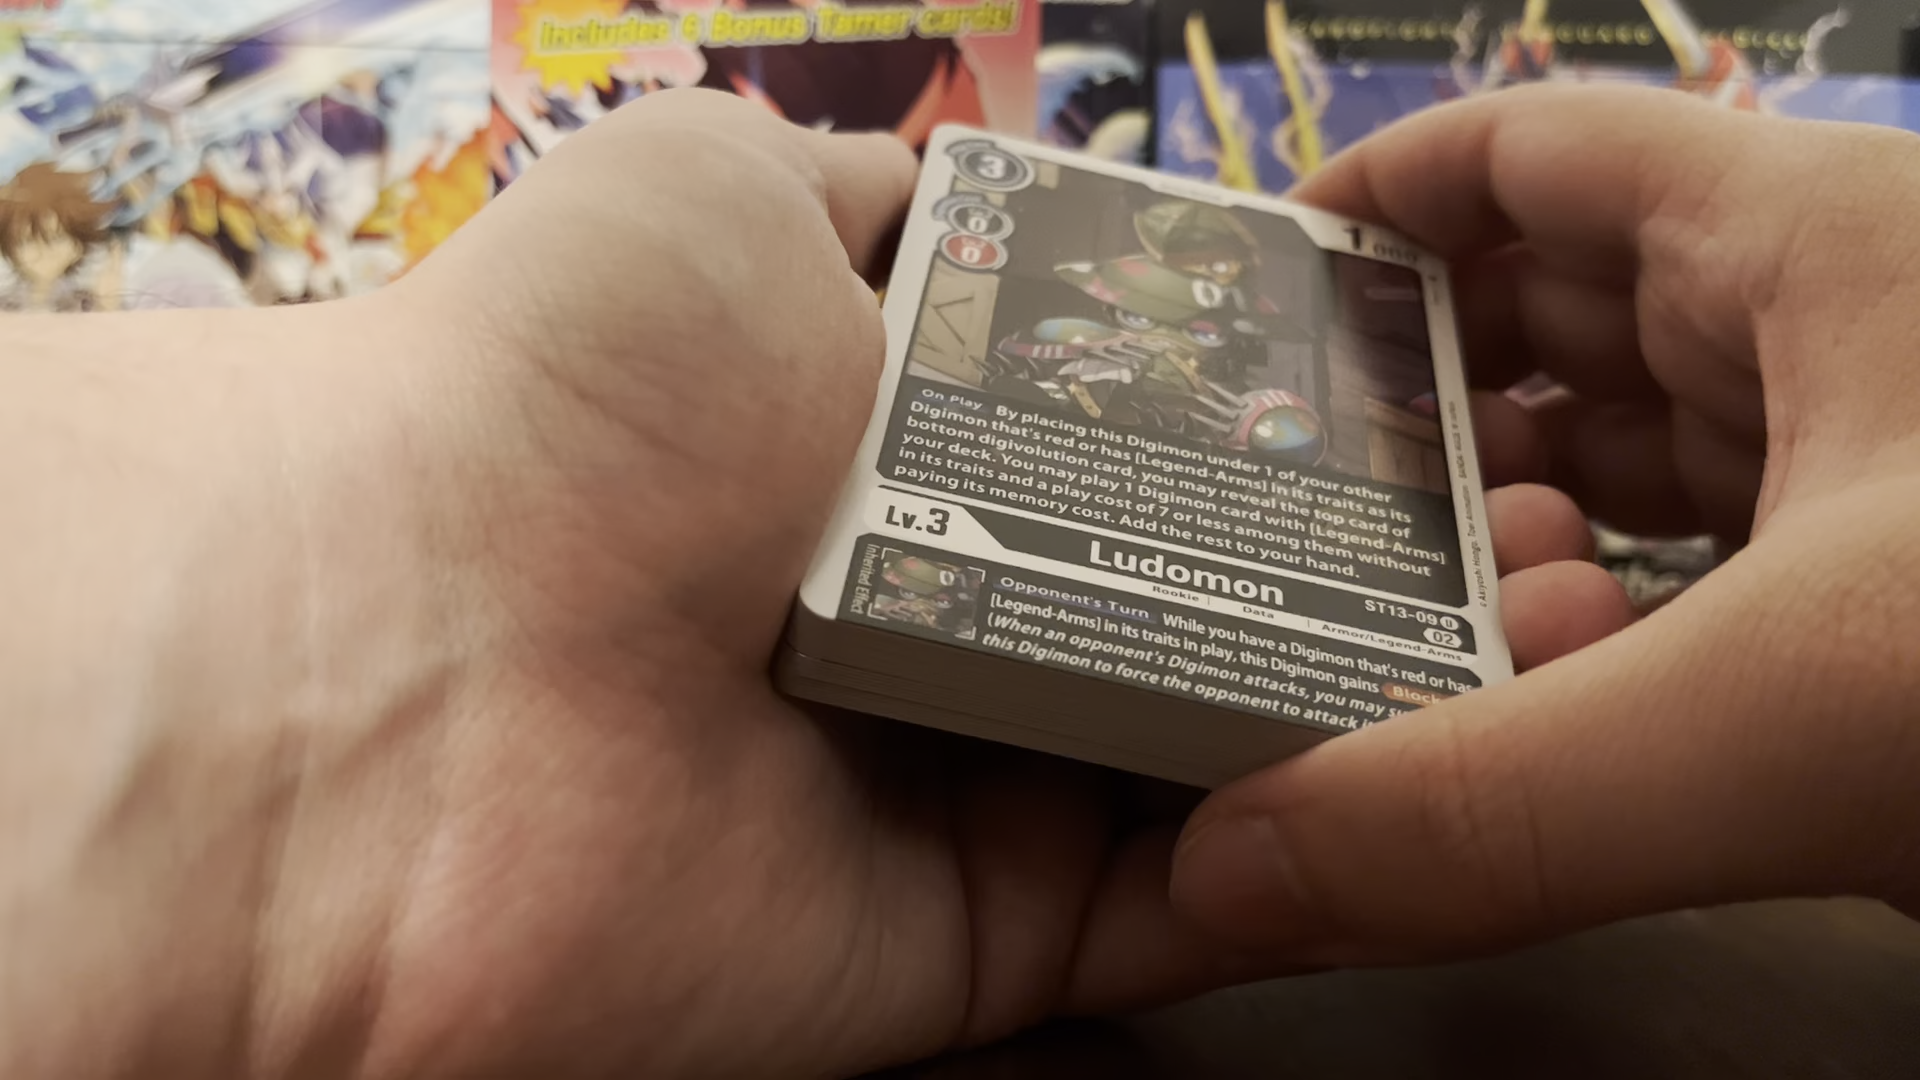 Includes 6 Bonus Tamer cards!
3
1000
0
0
01
On Play By placing this Digimon under 1 of your other
Digimon that's red or has [Legend-Arms] in its traits as its
bottom digivolution card, you may reveal the top card of
your deck. You may play 1 Digimon card with [Legend-Arms]
in its traits and a play cost of 7 or less among them without
paying its memory cost. Add the rest to your hand.
Lv.3
Ludomon
ST13-09 U
Rookie | Data | Armor/Legend-Arms
02
Inherited Effect
Opponent's Turn While you have a Digimon that's red or has
[Legend-Arms] in its traits in play, this Digimon gains Block
(When an opponent's Digimon attacks, you may
this Digimon to force the opponent to attack